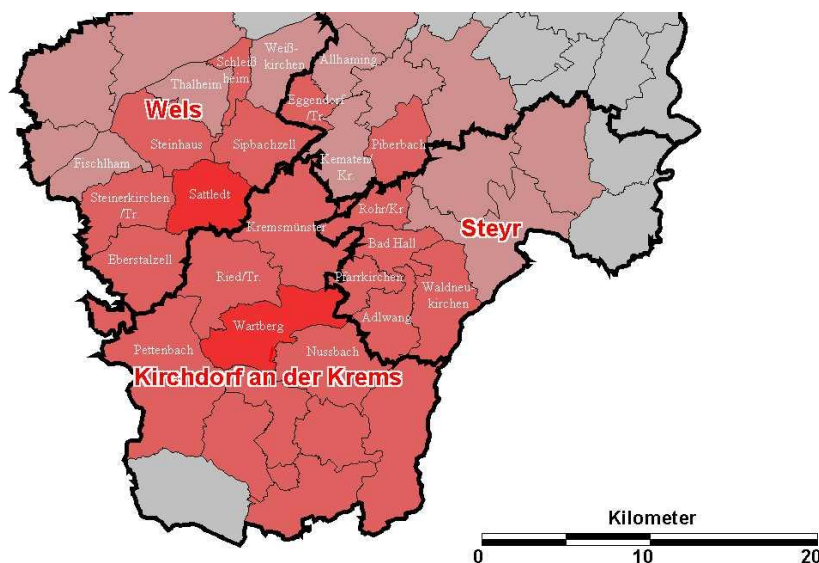 Weiß-
kirchen
Allhaming
Schleiß
heim
Thalheim
Eggendorf
/Tr.
Wels
Steinhaus
Sipbachzell
Piberbach
Fischlham
Kematen/
Kr.
Steinerkirchen
/Tr.
Sattledt
Rohr/Kr
Kremsmünster
Steyr
Bad Hall
Eberstalzell
Ried/Tr.
Pfarrkirchen
Waldneu-
kirchen
Adlwang
Wartberg
Pettenbach
Nussbach
Kirchdorf an der Krems
Kilometer
0 10 20